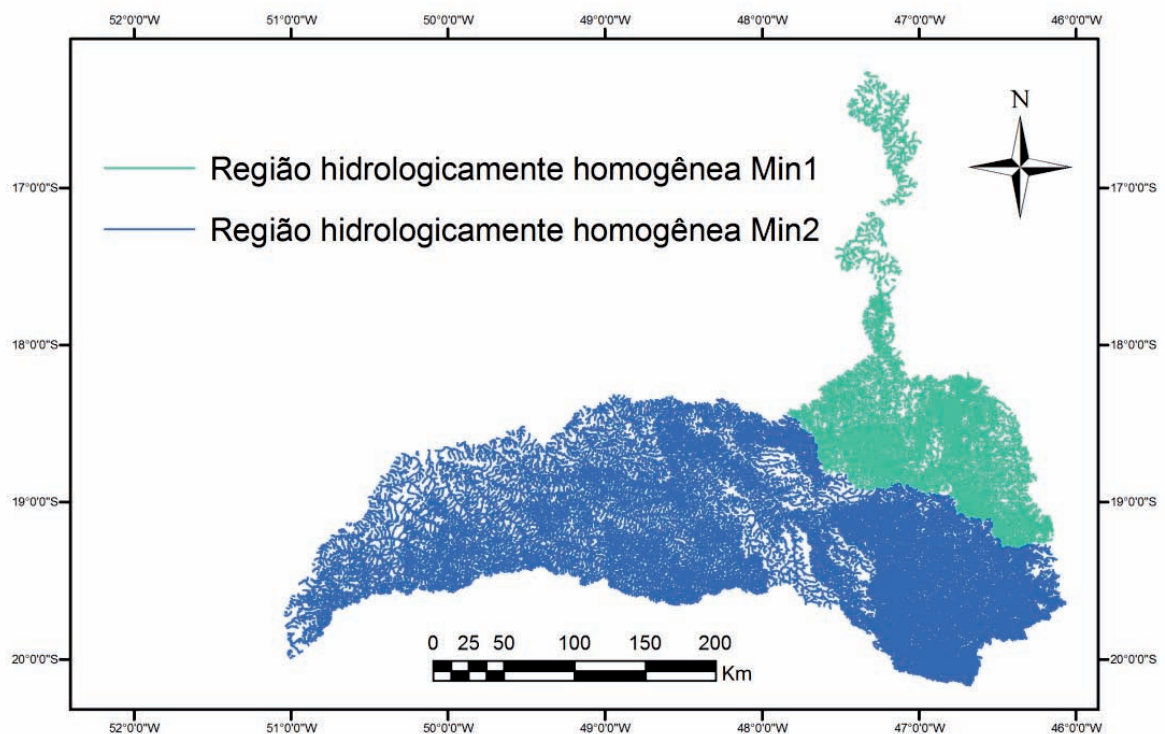 52°0'0"W 51°0'0"W 50°0'0"W 49°0'0"W 48°0'0"W 47°0'0"W 46°0'0"W
N
Região hidrologicamente homogênea Min1
17°0'0"S 17°0'0"S
Região hidrologicamente homogênea Min2
18°0'0"S 18°0'0"S
19°0'0"S 19°0'0"S
0 25 50 100 150 200
20°0'0"S 20°0'0"S
Km
52°0'0"W 51°0'0"W 50°0'0"W 49°0'0"W 48°0'0"W 47°0'0"W 46°0'0"W